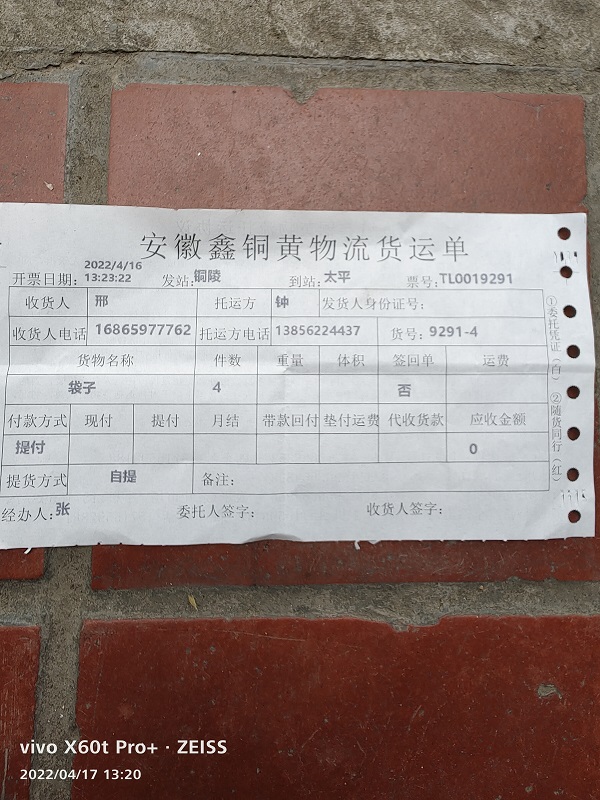 安徽鑫铜黄物流货运单
开票日期: 2022/4/16 13:23:22 发站: 铜陵 到站: 太平 票号: TL0019291
收货人 邢 托运方 钟 发货人身份证号:
收货人电话 16865977762 托运方电话 13856224437 货号: 9291-4
货物名称 件数 重量 体积 签回单 运费
袋子 4 否
付款方式 现付 提付 月结 带款回付 垫付运费 代收货款 应收金额
提付 0
提货方式 自提 备注:
经办人: 张 委托人签字: 收货人签字:
①委托凭证(白) ②随货同行(红)
vivo X60t Pro+ · ZEISS
2022/04/17 13:20